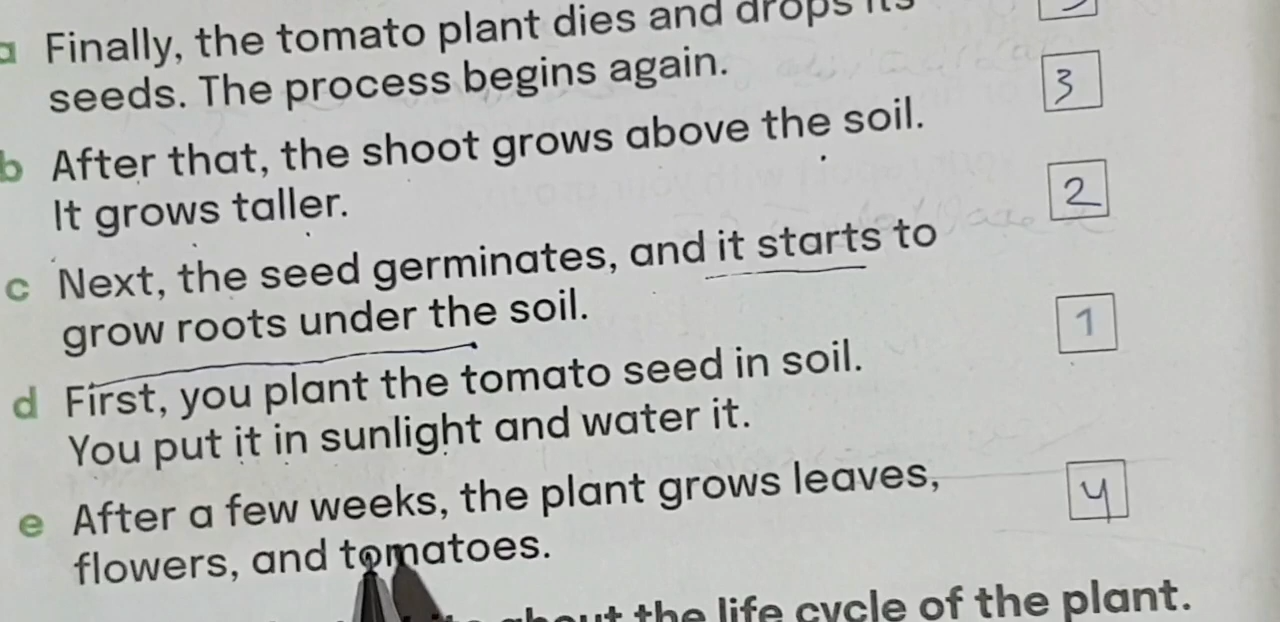 a Finally, the tomato plant dies and drops its
seeds. The process begins again.
3
b After that, the shoot grows above the soil.
It grows taller.
2
c Next, the seed germinates, and it starts to
grow roots under the soil.
1
d First, you plant the tomato seed in soil.
You put it in sunlight and water it.
4
e After a few weeks, the plant grows leaves,
flowers, and tomatoes.
about the life cycle of the plant.